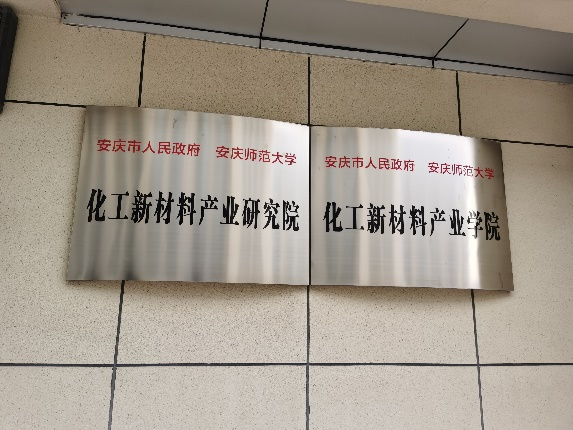 安庆市人民政府 安庆师范大学
化工新材料产业研究院
安庆市人民政府 安庆师范大学
化工新材料产业学院